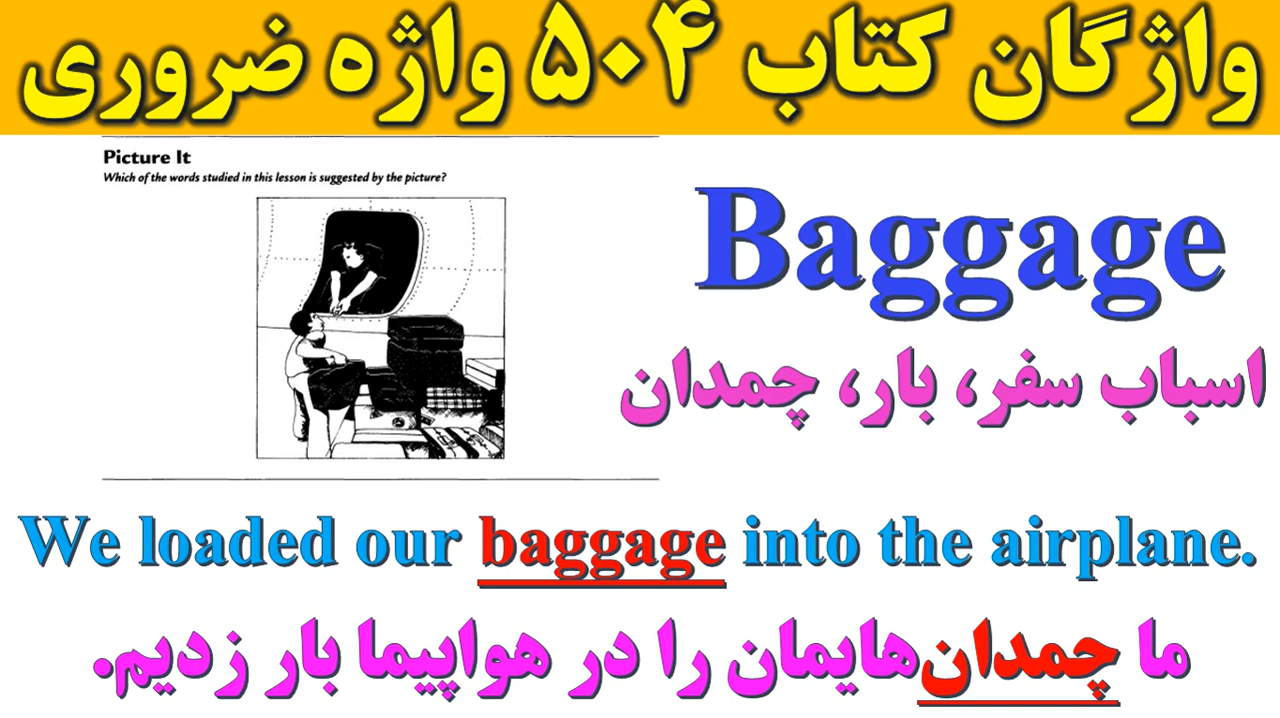 واژگان کتاب ۵۰۴ واژه ضروری
Picture It
Which of the words studied in this lesson is suggested by the picture?
Baggage
اسباب سفر، بار، چمدان
We loaded our baggage into the airplane.
ما چمدان‌هایمان را در هواپیما بار زدیم.